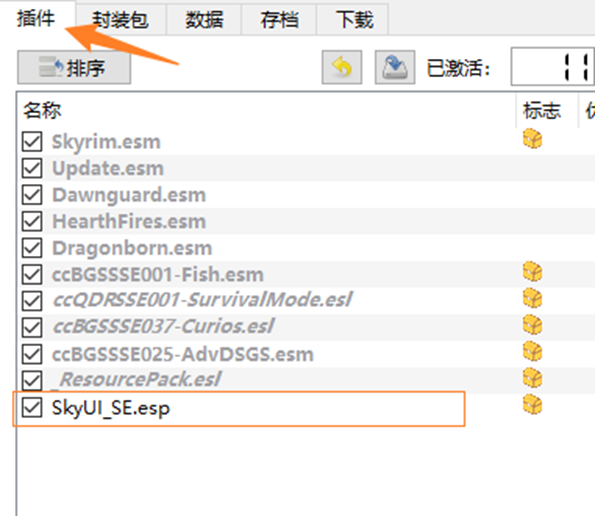 插件 封装包 数据 存档 下载
排序 已激活: 11
名称 标志
Skyrim.esm
Update.esm
Dawnguard.esm
HearthFires.esm
Dragonborn.esm
ccBGSSSE001-Fish.esm
ccQDRSSE001-SurvivalMode.esl
ccBGSSSE037-Curios.esl
ccBGSSSE025-AdvDSGS.esm
_ResourcePack.esl
SkyUI_SE.esp